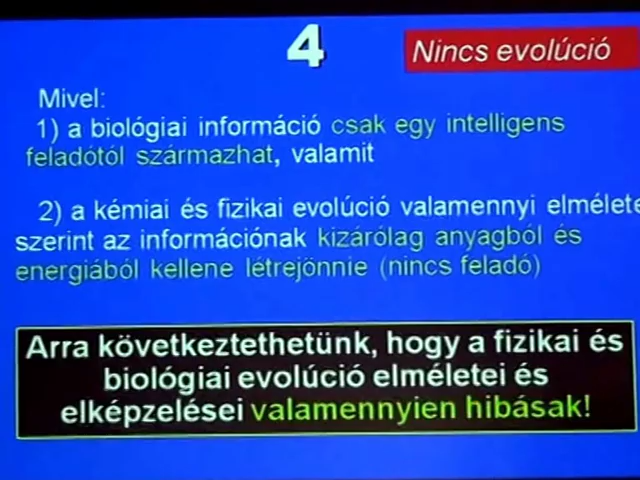 4
Nincs evolúció
Mivel:
1) a biológiai információ csak egy intelligens
feladótól származhat, valamit
2) a kémiai és fizikai evolúció valamennyi elmélete
szerint az információnak kizárólag anyagból és
energiából kellene létrejönnie (nincs feladó)
Arra következtethetünk, hogy a fizikai és
biológiai evolúció elméletei és
elképzelései valamennyien hibásak!